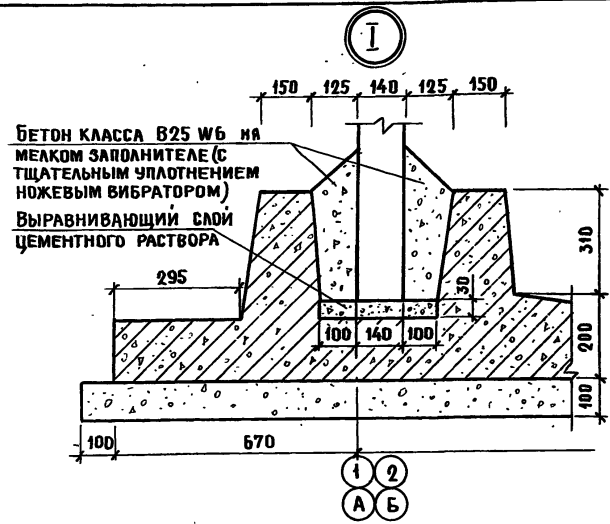 I
150 125 140 125 150
БЕТОН КЛАССА В25 W6 НА
МЕЛКОМ ЗАПОЛНИТЕЛЕ (С
ТЩАТЕЛЬНЫМ УПЛОТНЕНИЕМ
НОЖЕВЫМ ВИБРАТОРОМ)
ВЫРАВНИВАЮЩИЙ СЛОЙ
ЦЕМЕНТНОГО РАСТВОРА
310
295
30
100 140 100
200
100
100 670
1 2
А Б